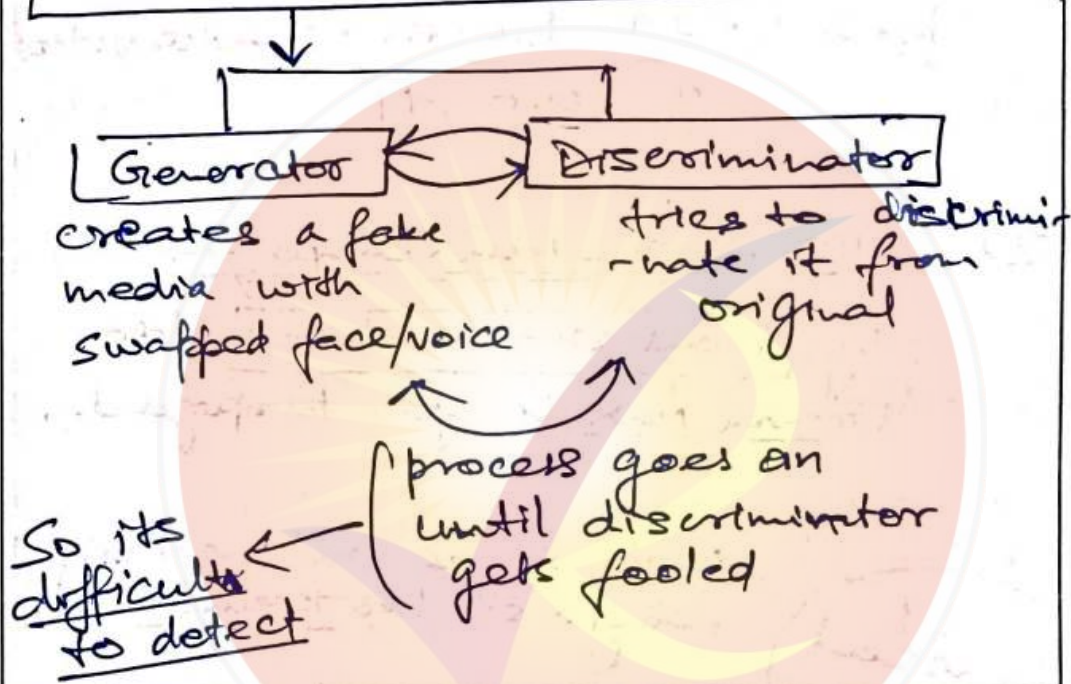 Generator
Discriminator
creates a fake
media with
swapped face/voice
tries to discrimi-
-nate it from
original
process goes on
until discriminator
gets fooled
So its
difficult
to detect